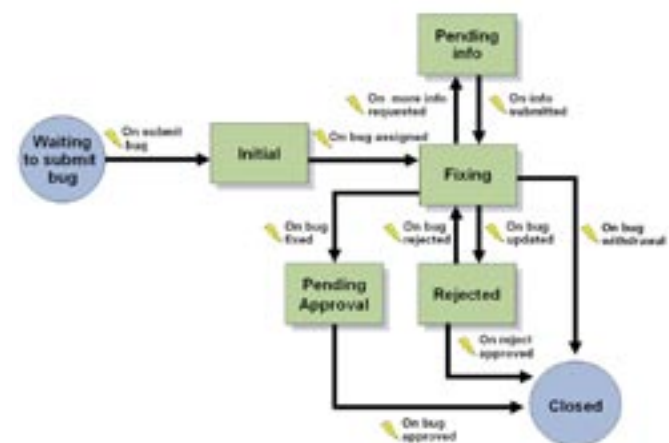 Pending
info
On more info
requested
On info
submitted
Waiting
to submit
bug
On submit
bug
Initial
On bug assigned
Fixing
On bug
fixed
On bug
rejected
On bug
updated
On bug
withdrawal
Pending
Approval
Rejected
On reject
approved
Closed
On bug
approved